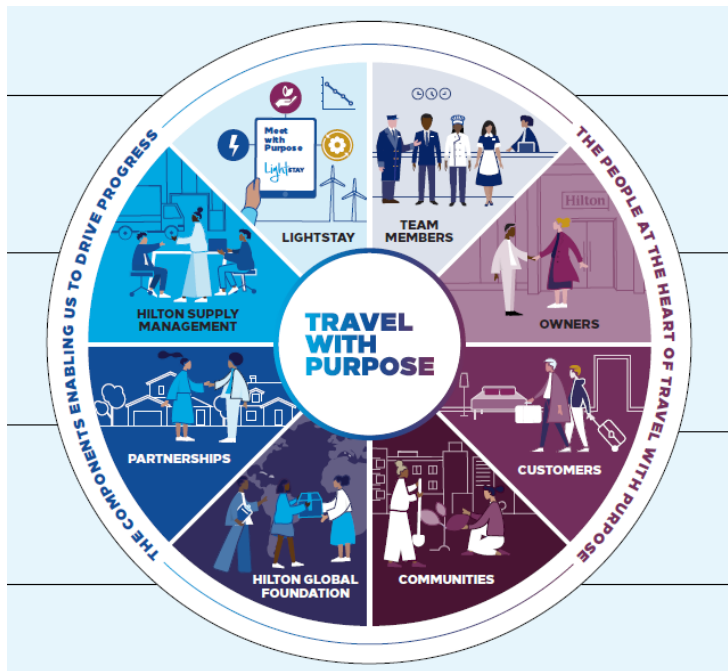 THE COMPONENTS ENABLING US TO DRIVE PROGRESS
THE PEOPLE AT THE HEART OF TRAVEL WITH PURPOSE
Meet
with
Purpose
LightSTAY
LIGHTSTAY
TEAM
MEMBERS
Hilton
OWNERS
CUSTOMERS
COMMUNITIES
HILTON GLOBAL
FOUNDATION
PARTNERSHIPS
HILTON SUPPLY
MANAGEMENT
TRAVEL
WITH
PURPOSE